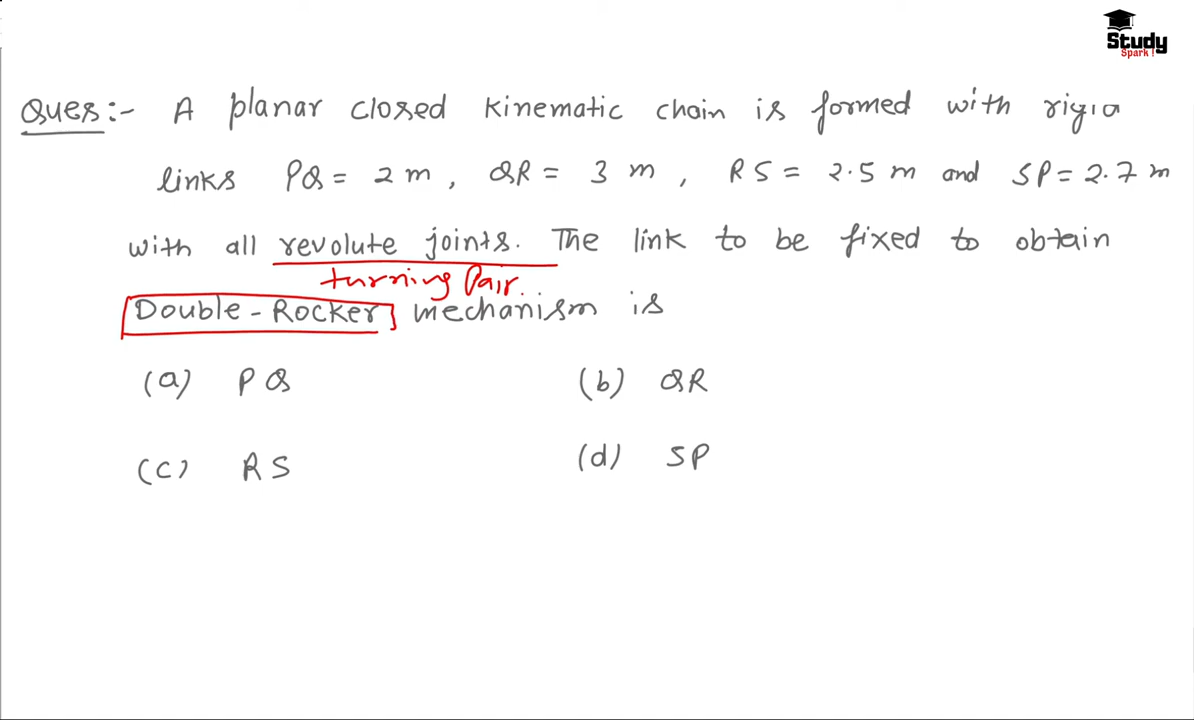 Study
Spark!
Ques:- A planar closed kinematic chain is formed with rigid
links PQ = 2 m, QR = 3 m, RS = 2.5 m and SP = 2.7 m
with all revolute joints. The link to be fixed to obtain
turning Pair.
Double-Rocker mechanism is
(a) PQ (b) QR
(c) RS (d) SP